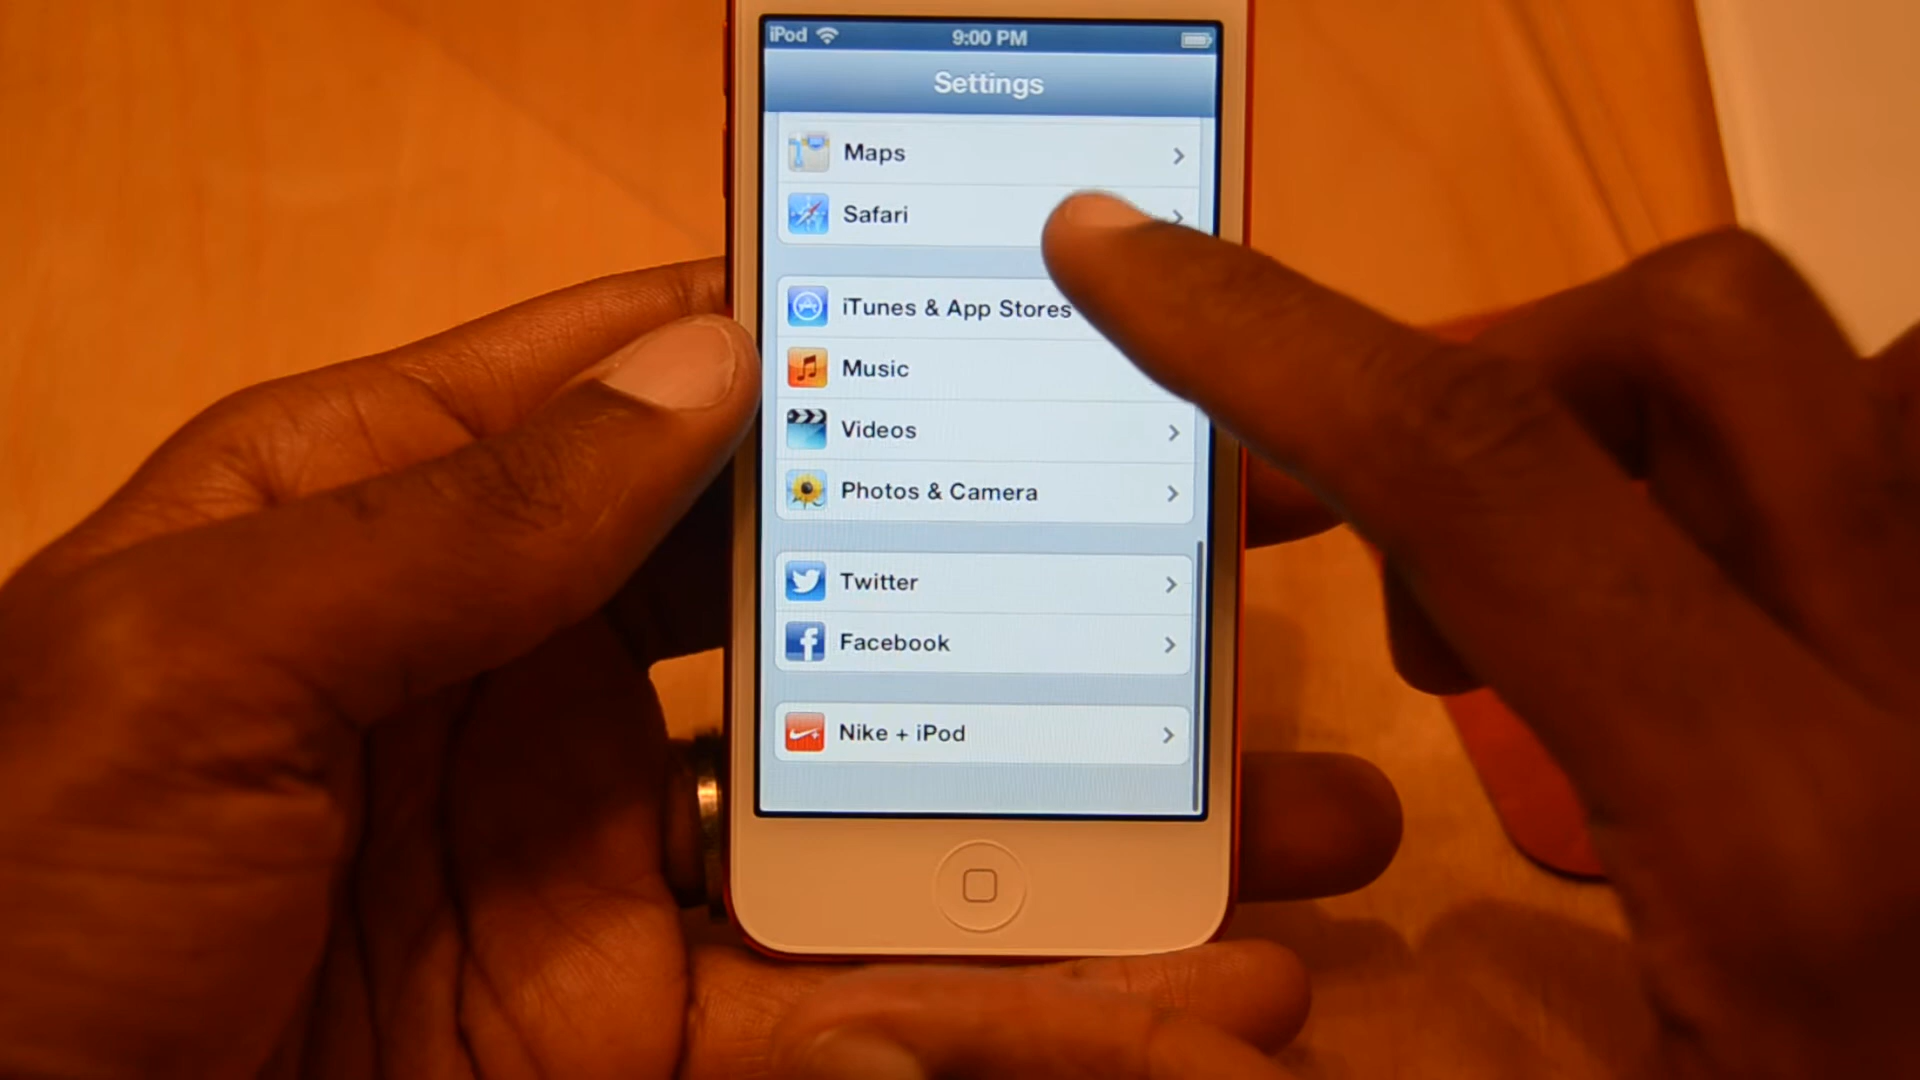 iPod
9:00 PM
Settings
Maps
Safari
iTunes & App Stores
Music
Videos
Photos & Camera
Twitter
Facebook
Nike + iPod